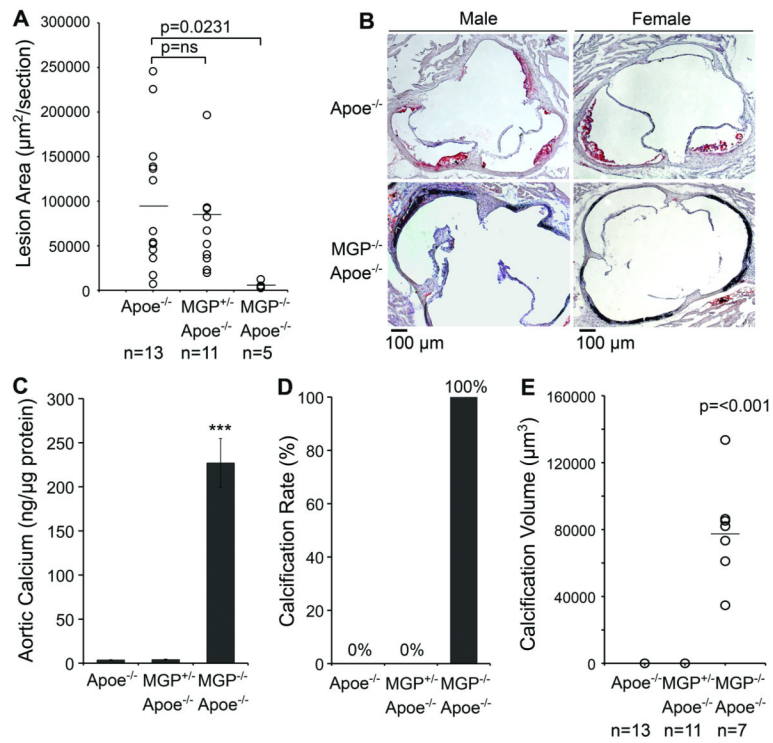 A
300000
250000
200000
150000
100000
50000
0
Lesion Area (µm²/section)
p=0.0231
p=ns
Apoe⁻/⁻ MGP⁺/⁻ MGP⁻/⁻
Apoe⁻/⁻ Apoe⁻/⁻
n=13 n=11 n=5
B
Male Female
Apoe⁻/⁻
MGP⁻/⁻
Apoe⁻/⁻
100 µm 100 µm
C
300
250
200
150
100
50
0
Aortic Calcium (ng/µg protein)
***
Apoe⁻/⁻ MGP⁺/⁻ MGP⁻/⁻
Apoe⁻/⁻ Apoe⁻/⁻
D
100
80
60
40
20
0
Calcification Rate (%)
100%
0% 0%
Apoe⁻/⁻ MGP⁺/⁻ MGP⁻/⁻
Apoe⁻/⁻ Apoe⁻/⁻
E
160000
120000
80000
40000
0
Calcification Volume (µm³)
p=<0.001
Apoe⁻/⁻ MGP⁺/⁻ MGP⁻/⁻
Apoe⁻/⁻ Apoe⁻/⁻
n=13 n=11 n=7